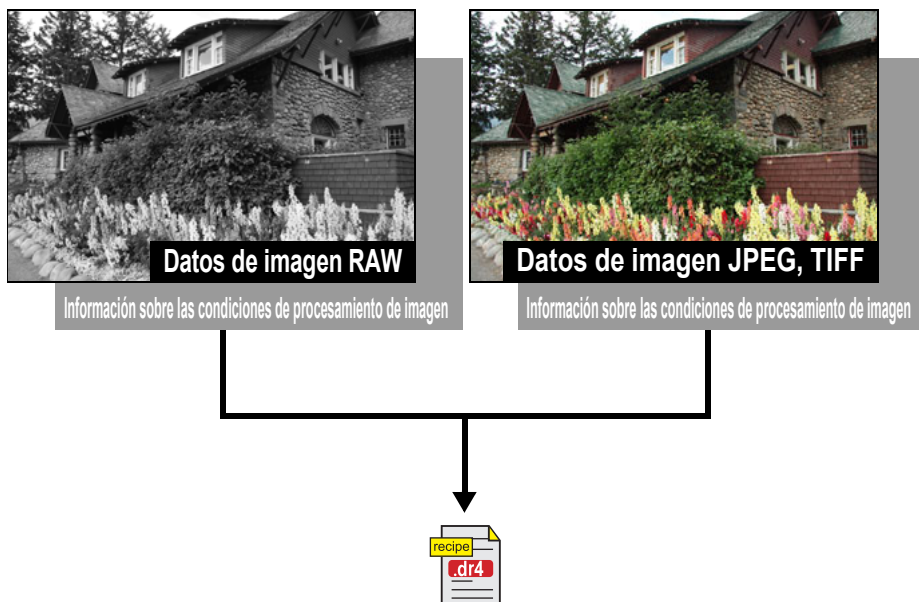 Datos de imagen RAW
Datos de imagen JPEG, TIFF
Información sobre las condiciones de procesamiento de imagen
Información sobre las condiciones de procesamiento de imagen
recipe
.dr4